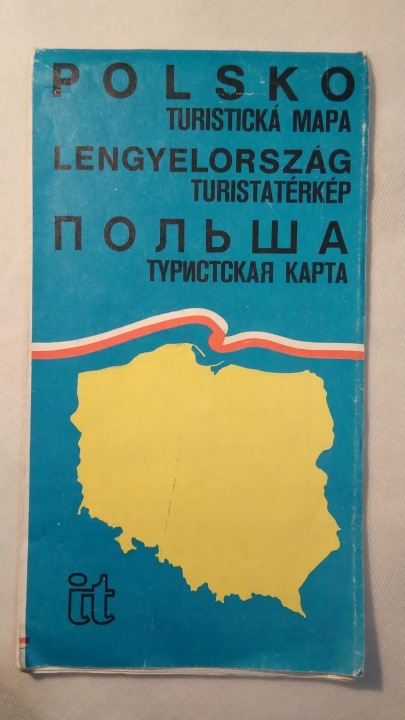 POLSKO
TURISTICKÁ MAPA
LENGYELORSZÁG
TURISTATÉRKÉP
ПОЛЬША
ТУРИСТСКАЯ КАРТА
it